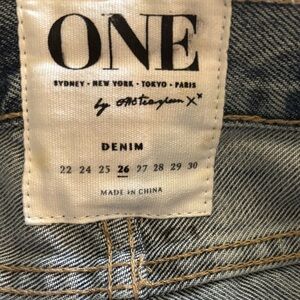 ONE
SYDNEY • NEW YORK • TOKYO • PARIS
by
DENIM
22 24 25 26 27 28 29 30
MADE IN CHINA